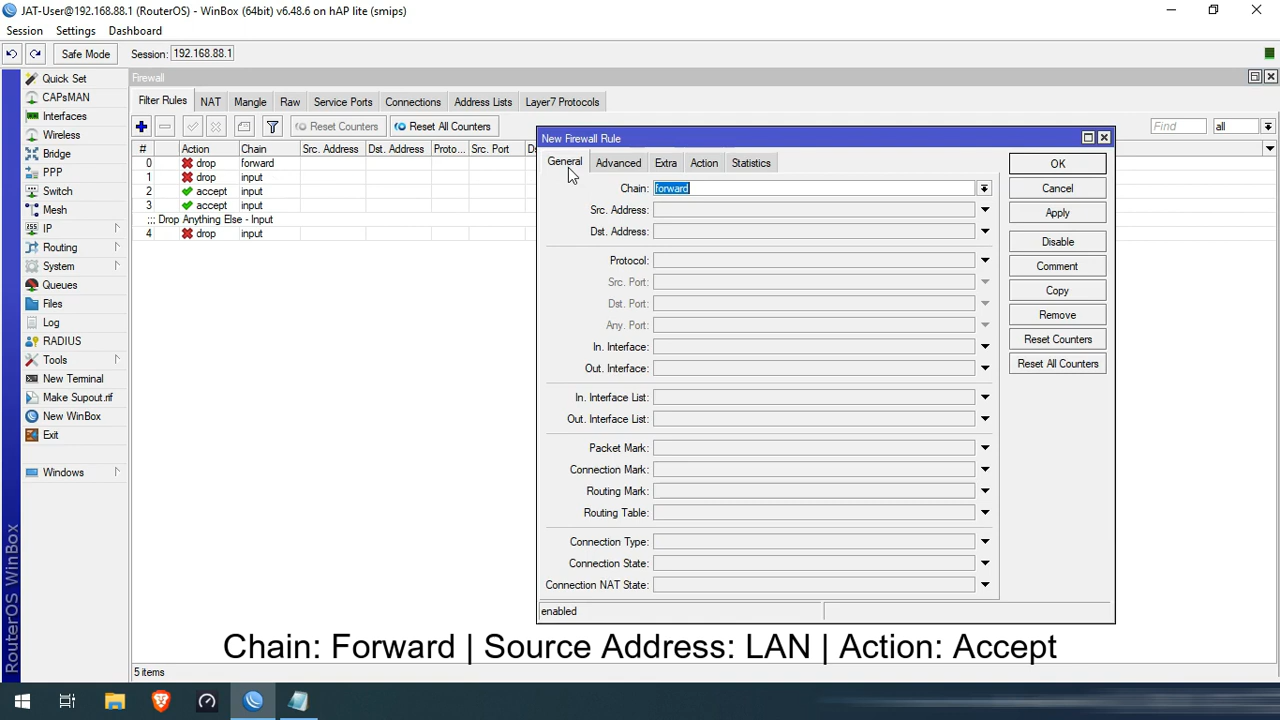 JAT-User@192.168.88.1 (RouterOS) - WinBox (64bit) v6.48.6 on hAP lite (smips)
Session Settings Dashboard
Safe Mode Session: 192.168.88.1
Quick Set
CAPsMAN
Interfaces
Wireless
Bridge
PPP
Switch
Mesh
IP
Routing
System
Queues
Files
Log
RADIUS
Tools
New Terminal
Make Supout.rif
New WinBox
Exit
Windows
RouterOS WinBox
Firewall
Filter Rules NAT Mangle Raw Service Ports Connections Address Lists Layer7 Protocols
Reset Counters Reset All Counters Find all
# Action Chain Src. Address Dst. Address Proto... Src. Port
0 drop forward
1 drop input
2 accept input
3 accept input
::: Drop Anything Else - Input
4 drop input
New Firewall Rule
General Advanced Extra Action Statistics
Chain: forward
Src. Address:
Dst. Address:
Protocol:
Src. Port:
Dst. Port:
Any. Port:
In. Interface:
Out. Interface:
In. Interface List:
Out. Interface List:
Packet Mark:
Connection Mark:
Routing Mark:
Routing Table:
Connection Type:
Connection State:
Connection NAT State:
OK
Cancel
Apply
Disable
Comment
Copy
Remove
Reset Counters
Reset All Counters
enabled
Chain: Forward | Source Address: LAN | Action: Accept
5 items